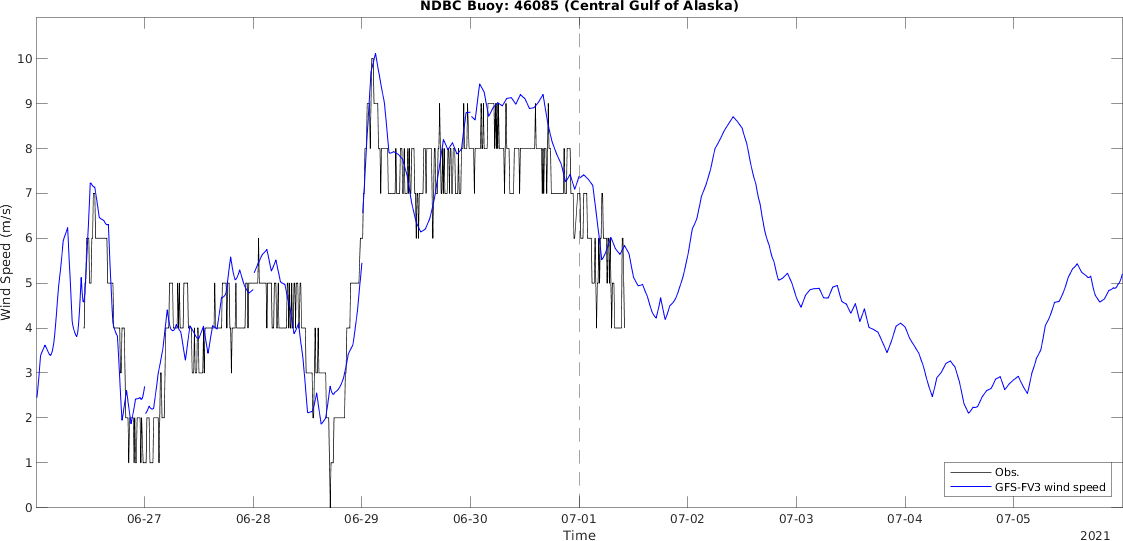 NDBC Buoy: 46085 (Central Gulf of Alaska)
Wind Speed (m/s)
10
9
8
7
6
5
4
3
2
1
0
06-27 06-28 06-29 06-30 07-01 07-02 07-03 07-04 07-05
Time
2021
Obs.
GFS-FV3 wind speed